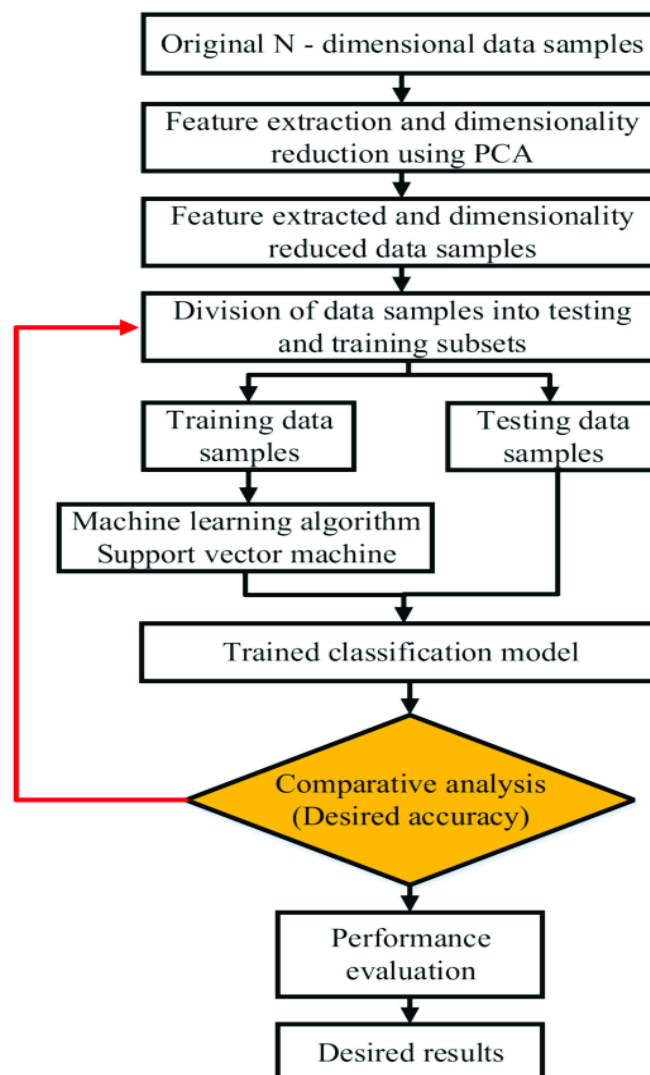 Original N - dimensional data samples
Feature extraction and dimensionality
reduction using PCA
Feature extracted and dimensionality
reduced data samples
Division of data samples into testing
and training subsets
Training data
samples
Testing data
samples
Machine learning algorithm
Support vector machine
Trained classification model
Comparative analysis
(Desired accuracy)
Performance
evaluation
Desired results